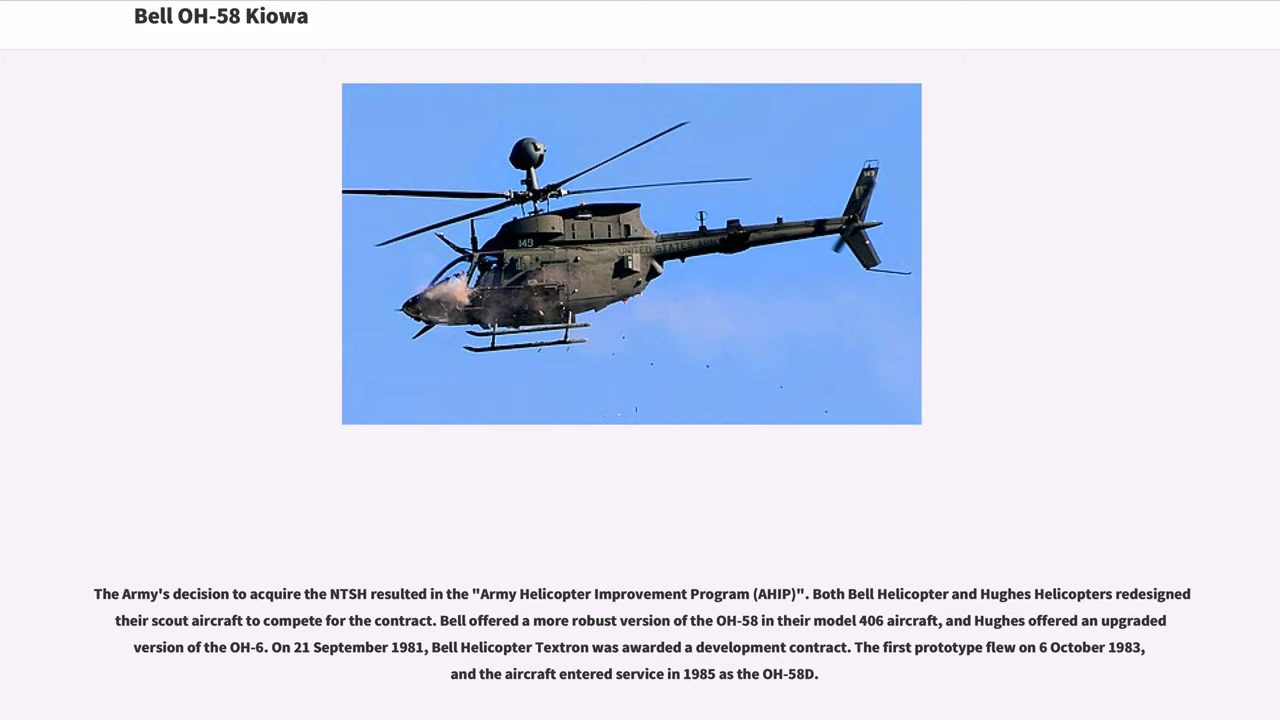 Bell OH-58 Kiowa
149
149
UNITED STATES ARMY
The Army's decision to acquire the NTSH resulted in the "Army Helicopter Improvement Program (AHIP)". Both Bell Helicopter and Hughes Helicopters redesigned
their scout aircraft to compete for the contract. Bell offered a more robust version of the OH-58 in their model 406 aircraft, and Hughes offered an upgraded
version of the OH-6. On 21 September 1981, Bell Helicopter Textron was awarded a development contract. The first prototype flew on 6 October 1983,
and the aircraft entered service in 1985 as the OH-58D.